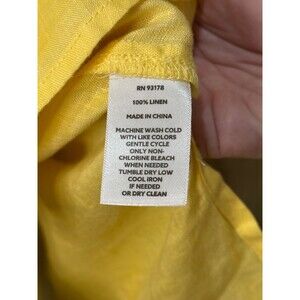 RN 93178
100% LINEN
MADE IN CHINA
MACHINE WASH COLD
WITH LIKE COLORS
GENTLE CYCLE
ONLY NON-
CHLORINE BLEACH
WHEN NEEDED
TUMBLE DRY LOW
COOL IRON
IF NEEDED
OR DRY CLEAN